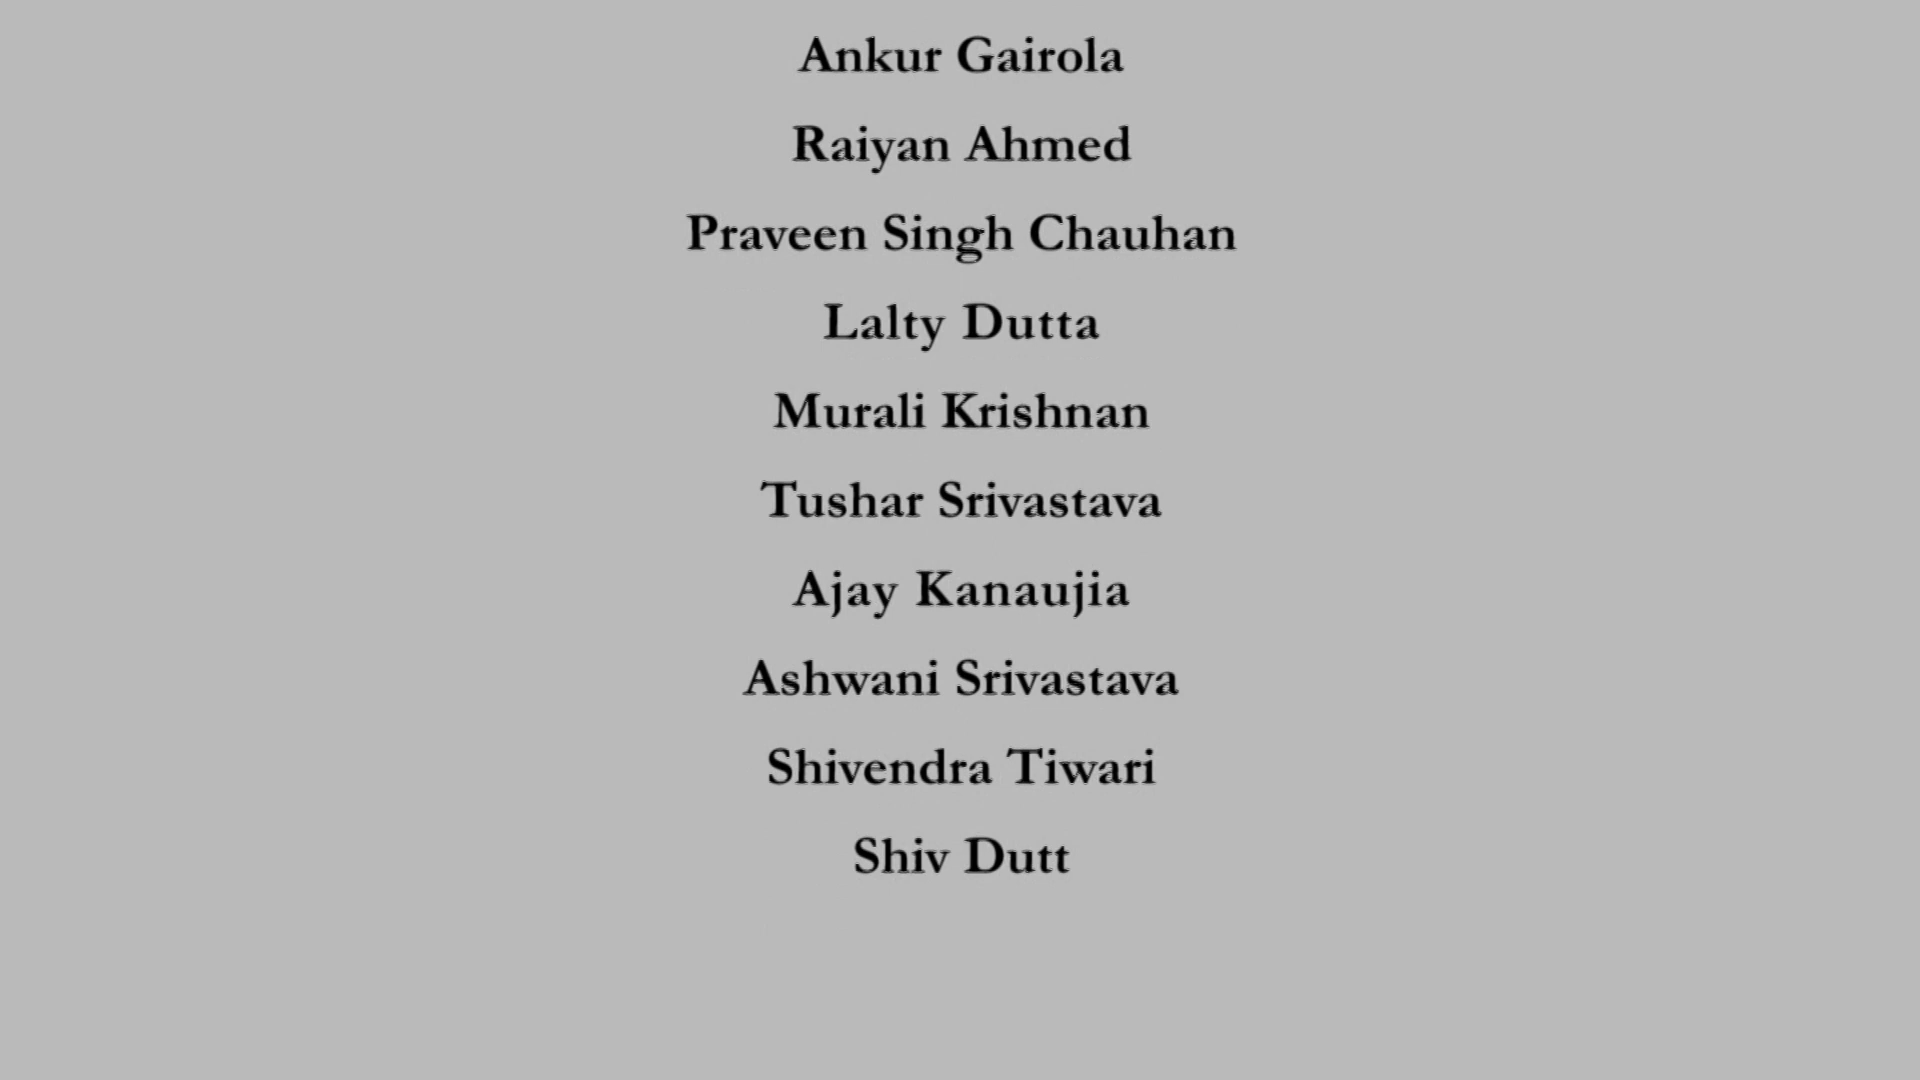 Ankur Gairola
Raiyan Ahmed
Praveen Singh Chauhan
Lalty Dutta
Murali Krishnan
Tushar Srivastava
Ajay Kanaujia
Ashwani Srivastava
Shivendra Tiwari
Shiv Dutt